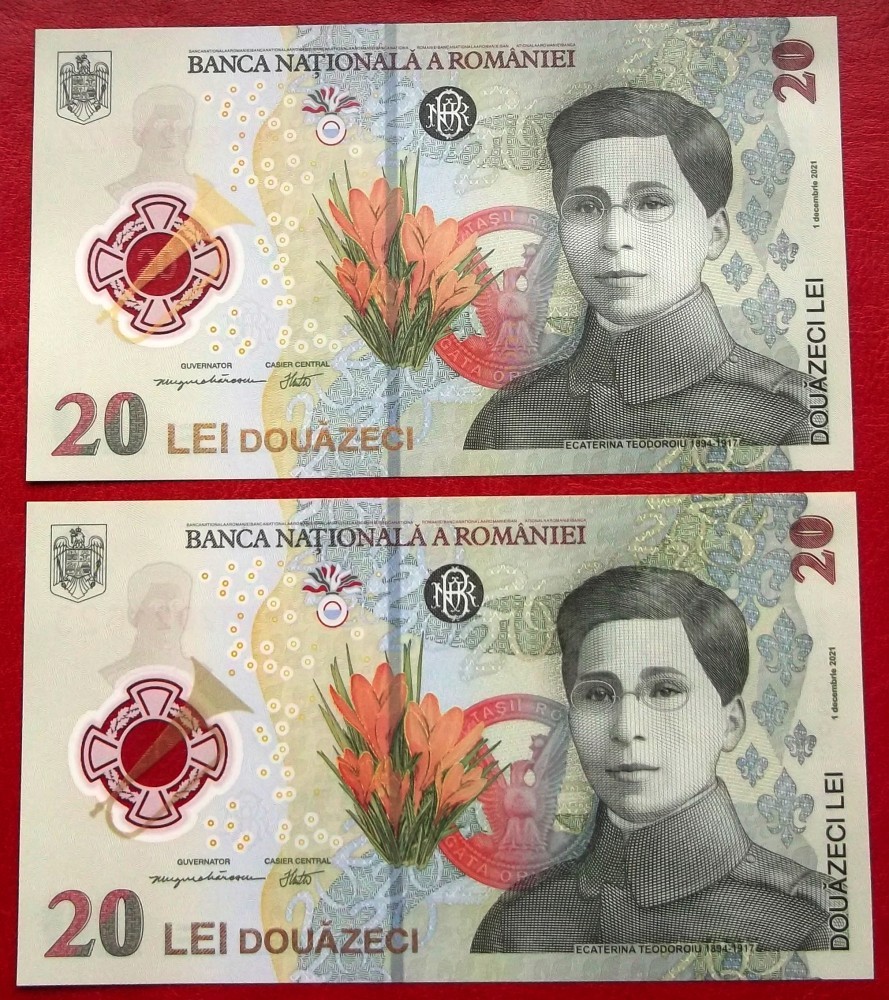 BANCA NAȚIONALĂ A ROMÂNIEI
20
1 decembrie 2021
GUVERNATOR CASIER CENTRAL
20 LEI DOUĂZECI
ECATERINA TEODOROIU 1894-1917
DOUĂZECI LEI
BANCA NAȚIONALĂ A ROMÂNIEI
20
1 decembrie 2021
GUVERNATOR CASIER CENTRAL
20 LEI DOUĂZECI
ECATERINA TEODOROIU 1894-1917
DOUĂZECI LEI